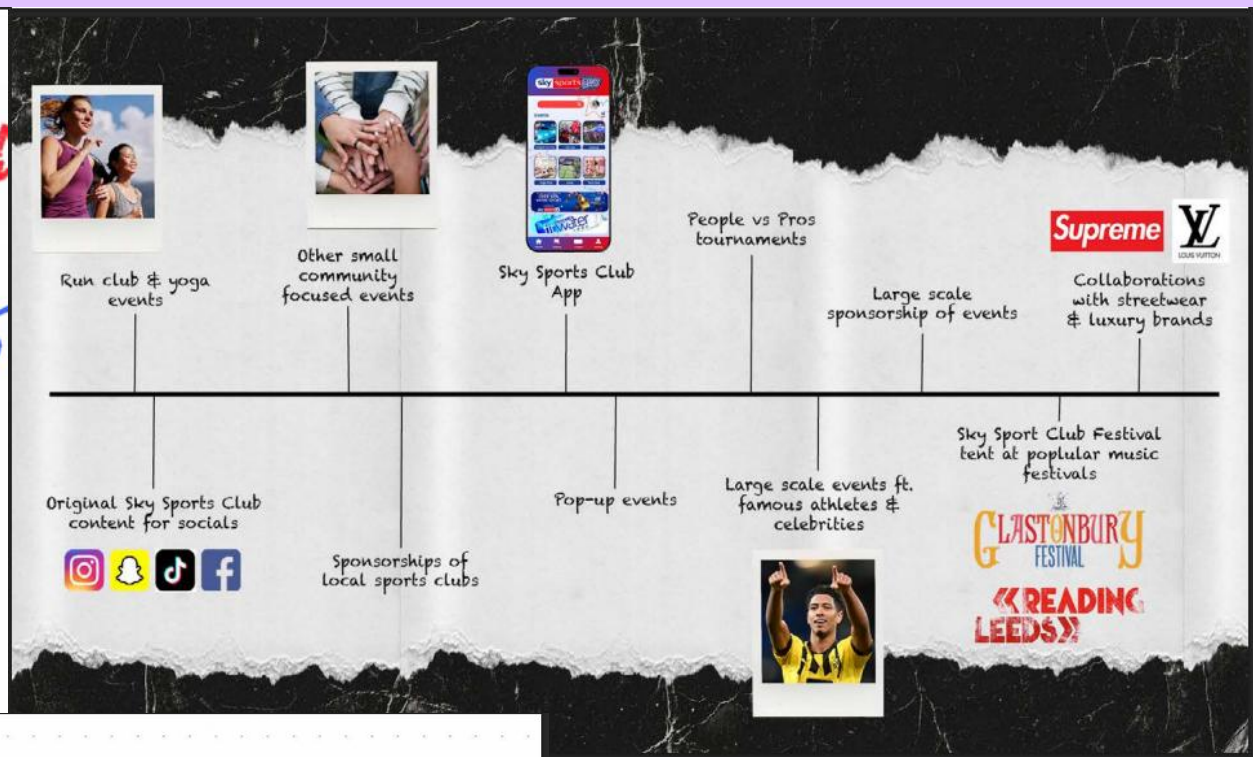 sky sports
Run club & yoga
events
Other small
community
focused events
Sky Sports Club
App
People vs Pros
tournaments
Large scale
sponsorship of events
Supreme
LV
LOUIS VUITTON
Collaborations
with streetwear
& luxury brands
Original Sky Sports Club
content for socials
Sponsorships of
local sports clubs
Pop-up events
Large scale events ft.
famous athletes &
celebrities
Sky Sport Club Festival
tent at poplular music
festivals
GLASTONBURY
FESTIVAL
READING
LEEDS